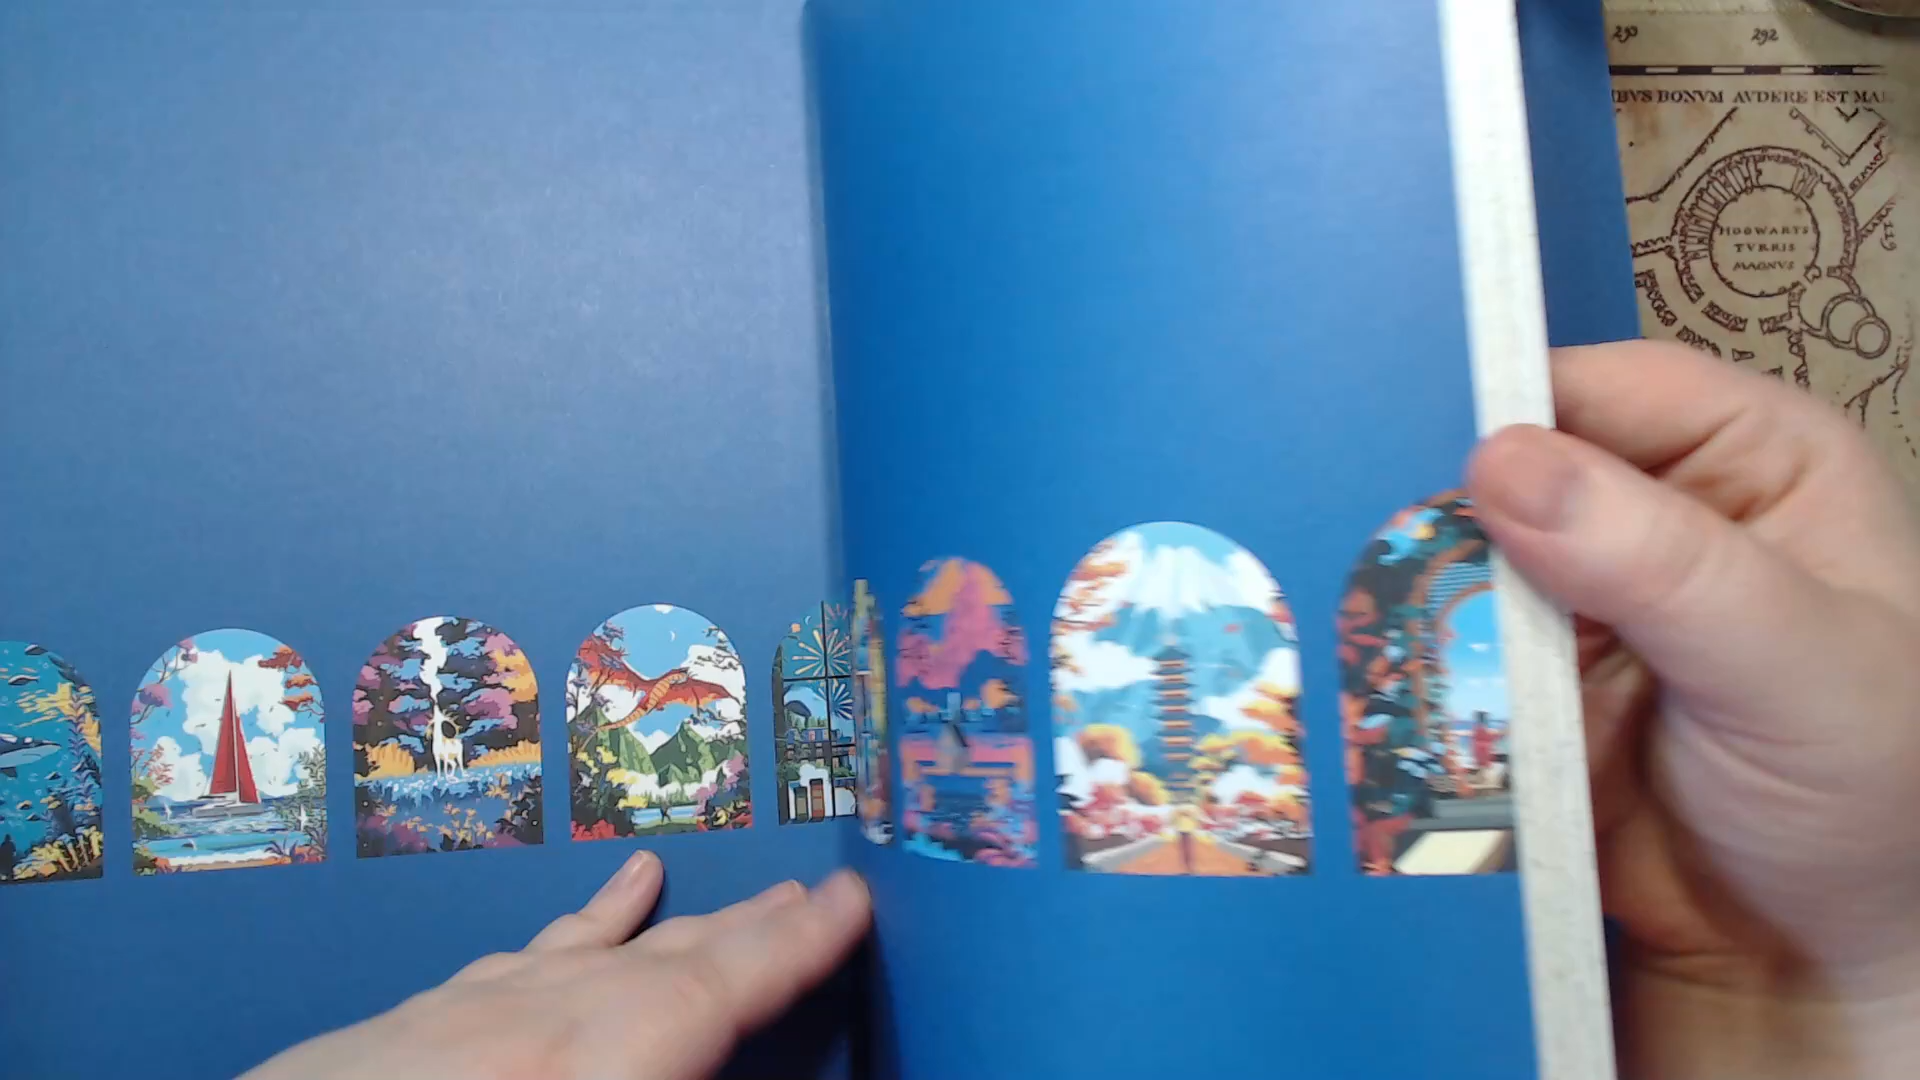 290 292
IBVS BONVM AVDERE EST MA
HOGWARTS
TVRRIS
MAGNVS